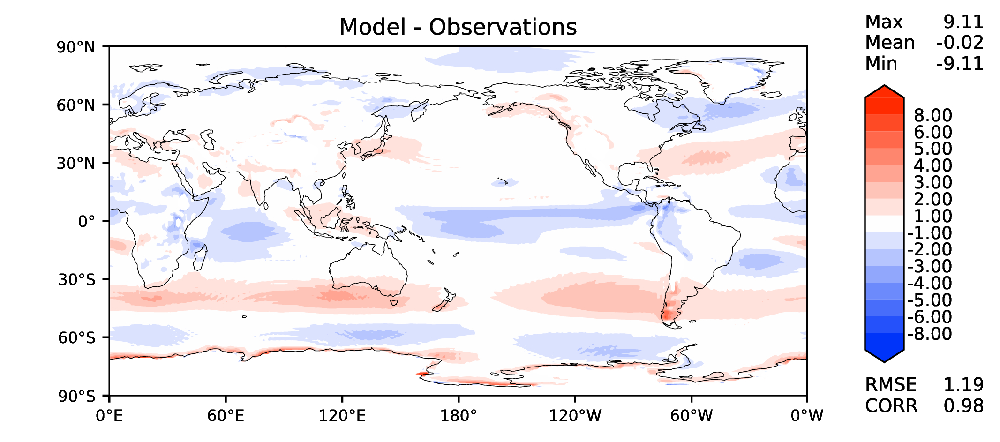 Model - Observations
Max 9.11
Mean -0.02
Min -9.11
90°N
60°N
30°N
0°
30°S
60°S
90°S
0°E 60°E 120°E 180° 120°W 60°W 0°W
8.00
6.00
5.00
4.00
3.00
2.00
1.00
-1.00
-2.00
-3.00
-4.00
-5.00
-6.00
-8.00
RMSE 1.19
CORR 0.98